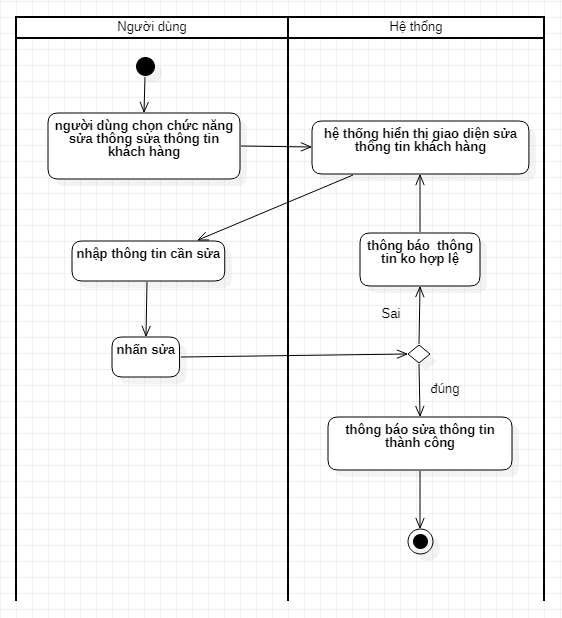 Người dùng
Hệ thống
người dùng chọn chức năng
sửa thông sửa thông tin
khách hàng
hệ thống hiển thị giao diện sửa
thông tin khách hàng
nhập thông tin cần sửa
thông báo thông
tin ko hợp lệ
Sai
nhấn sửa
đúng
thông báo sửa thông tin
thành công